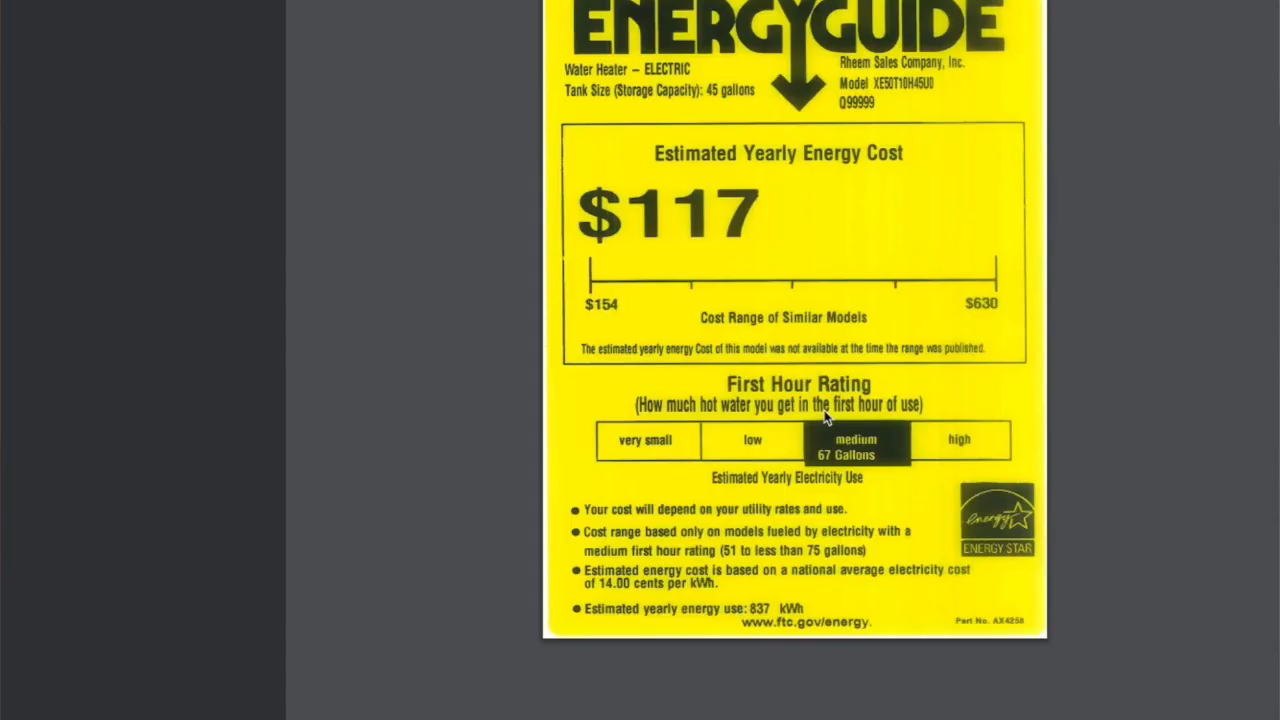 ENERGYGUIDE
Water Heater – ELECTRIC
Tank Size (Storage Capacity): 45 gallons
Rheem Sales Company, Inc.
Model XE50T10H45U0
Q99999
Estimated Yearly Energy Cost
$117
$154
$630
Cost Range of Similar Models
The estimated yearly energy Cost of this model was not available at the time the range was published.
First Hour Rating
(How much hot water you get in the first hour of use)
very small
low
medium
67 Gallons
high
Estimated Yearly Electricity Use
● Your cost will depend on your utility rates and use.
● Cost range based only on models fueled by electricity with a
medium first hour rating (51 to less than 75 gallons)
● Estimated energy cost is based on a national average electricity cost
of 14.00 cents per kWh.
● Estimated yearly energy use: 837 kWh
energy
ENERGY STAR
www.ftc.gov/energy.
Part No. AX4258